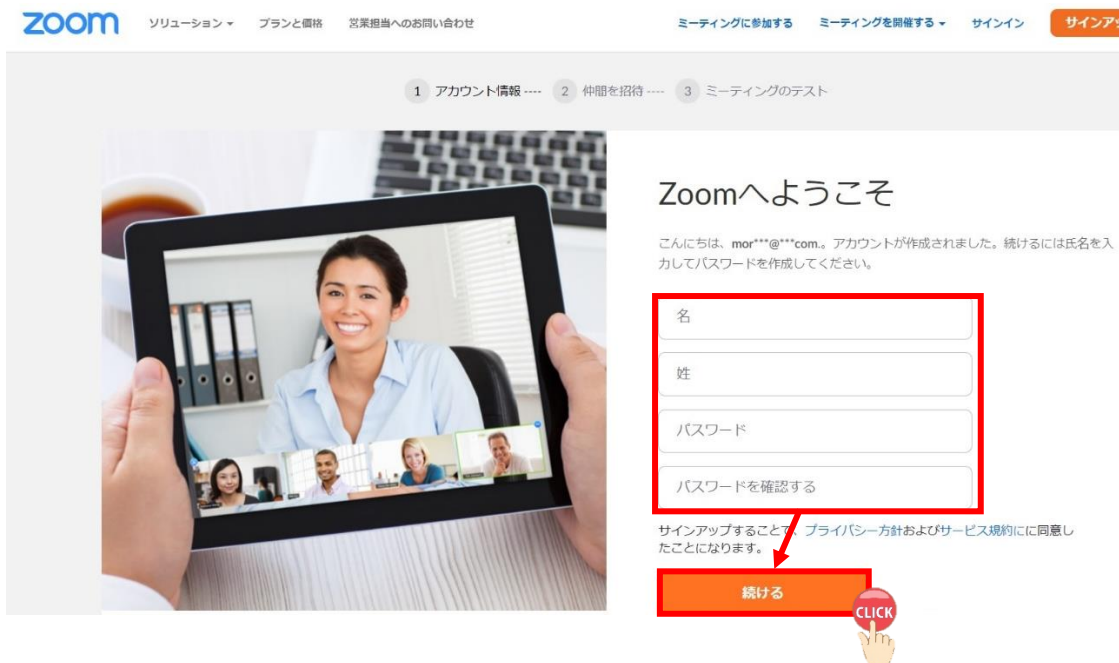 zoom ソリューション プランと価格 営業担当へのお問い合わせ ミーティングに参加する ミーティングを開催する サインイン サインアッ
1 アカウント情報 ---- 2 仲間を招待 ---- 3 ミーティングのテスト
Zoomへようこそ
こんにちは、mor***@***com.。アカウントが作成されました。続けるには氏名を入
力してパスワードを作成してください。
名
姓
パスワード
パスワードを確認する
サインアップすることで、プライバシー方針およびサービス規約にに同意し
たことになります。
続ける
CLICK